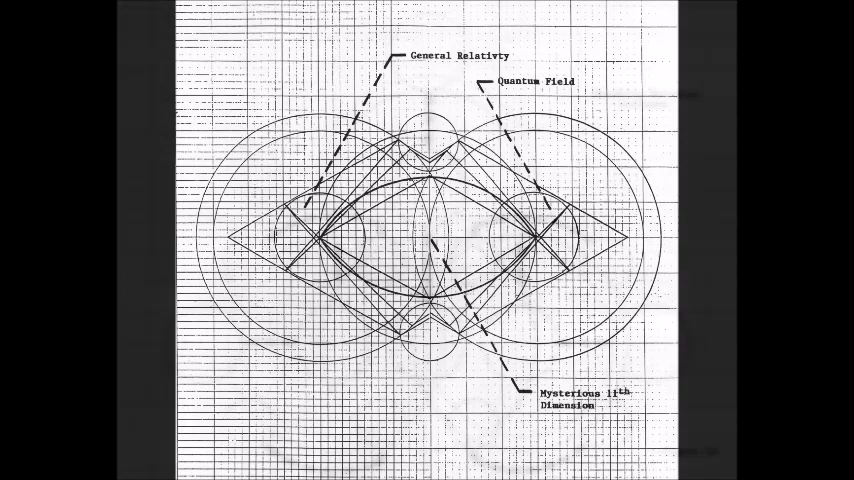 General Relativty
Quantum Field
Mysterious 11th
Dimension